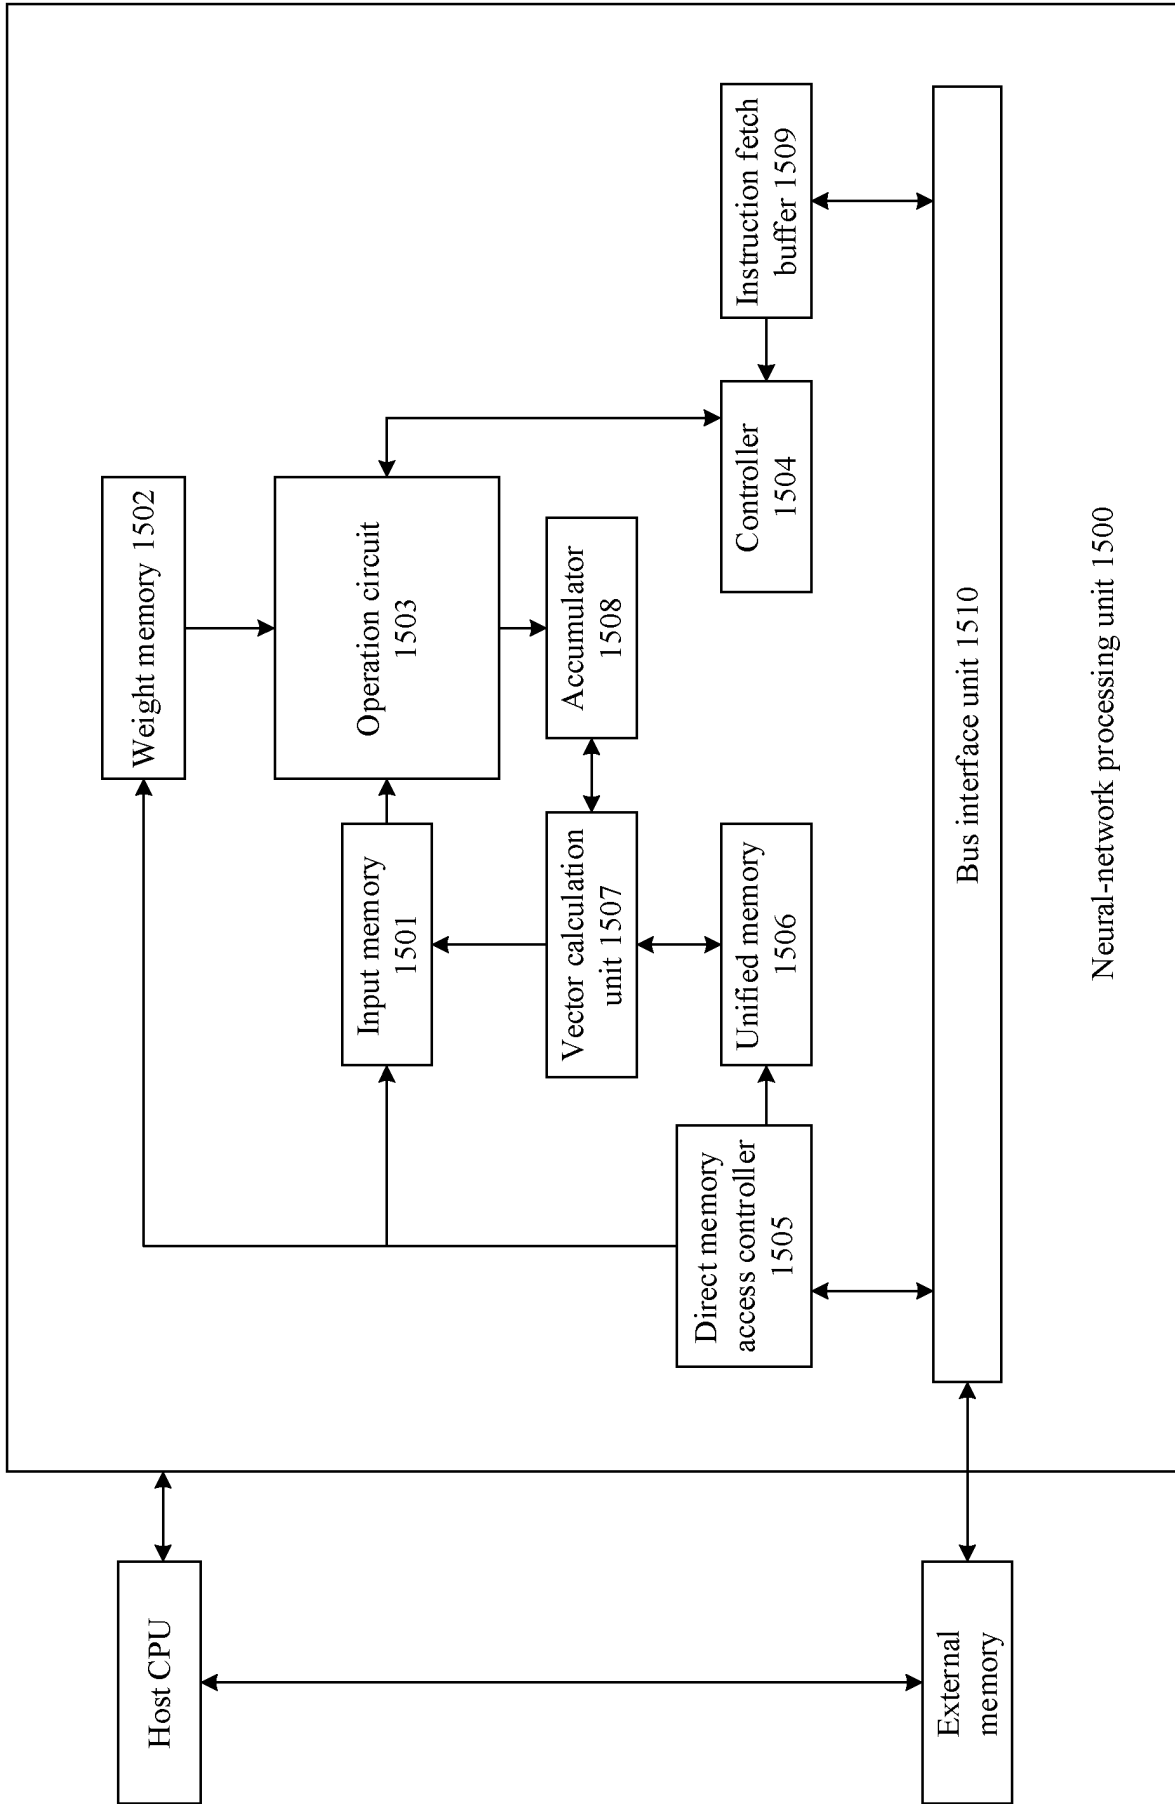 Host CPU
Weight memory 1502
Input memory
1501
Operation circuit
1503
Vector calculation
unit 1507
Accumulator
1508
Direct memory
access controller
1505
Unified memory
1506
Controller
1504
Instruction fetch
buffer 1509
External
memory
Bus interface unit 1510
Neural-network processing unit 1500